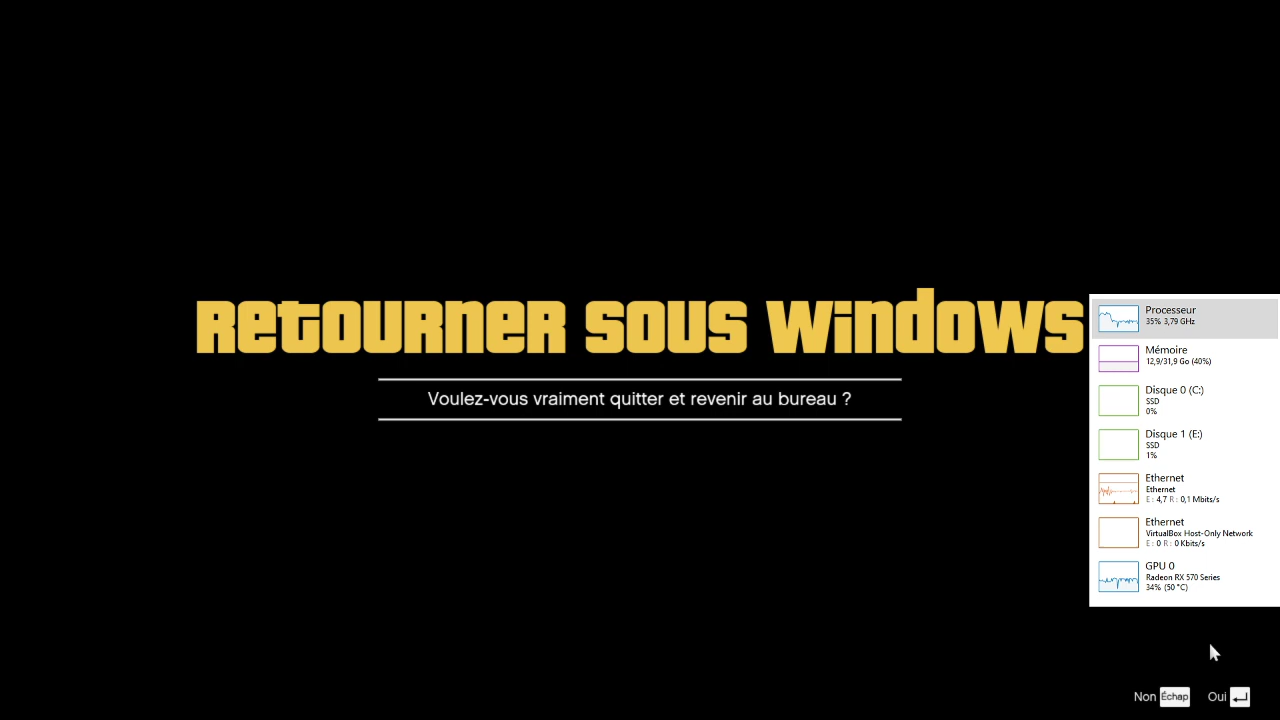 Retourner sous Windows
Voulez-vous vraiment quitter et revenir au bureau ?
Processeur
35% 3,79 GHz
Mémoire
12,9/31,9 Go (40%)
Disque 0 (C:)
SSD
0%
Disque 1 (E:)
SSD
1%
Ethernet
Ethernet
E : 4,7 R : 0,1 Mbits/s
Ethernet
VirtualBox Host-Only Network
E : 0 R : 0 Kbits/s
GPU 0
Radeon RX 570 Series
34% (50 °C)
Non Échap Oui